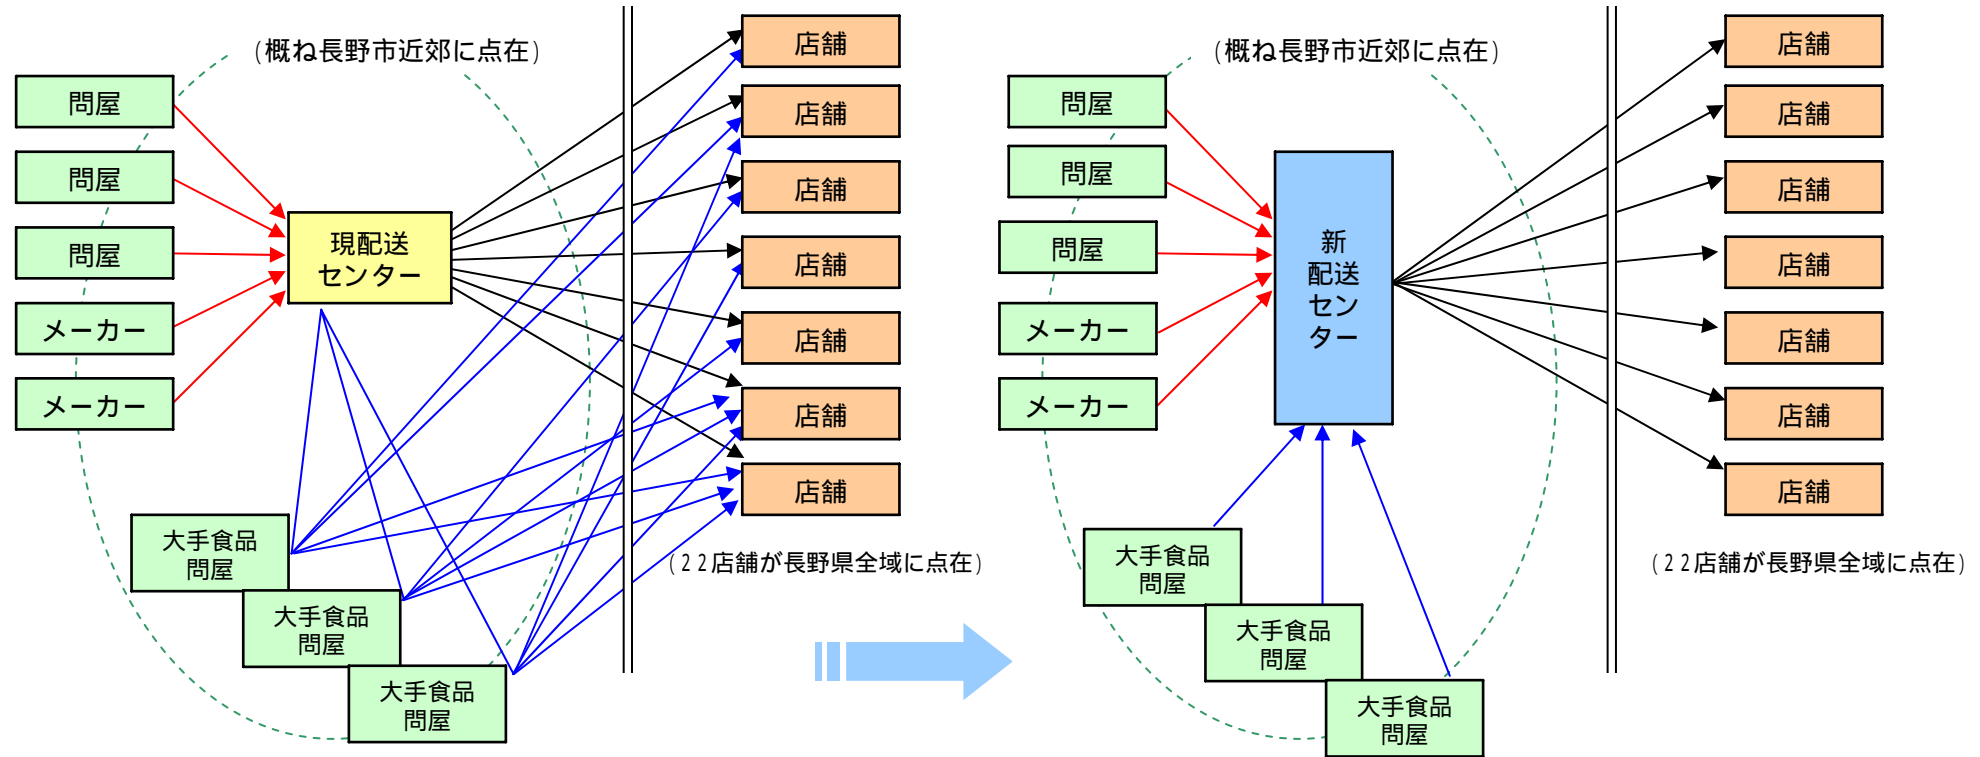 (概ね長野市近郊に点在)
問屋
問屋
問屋
メーカー
メーカー
現配送
センター
大手食品
問屋
大手食品
問屋
大手食品
問屋
店舗
店舗
店舗
店舗
店舗
店舗
店舗
(22店舗が長野県全域に点在)
(概ね長野市近郊に点在)
問屋
問屋
問屋
メーカー
メーカー
新
配送
セン
ター
大手食品
問屋
大手食品
問屋
大手食品
問屋
店舗
店舗
店舗
店舗
店舗
店舗
店舗
(22店舗が長野県全域に点在)